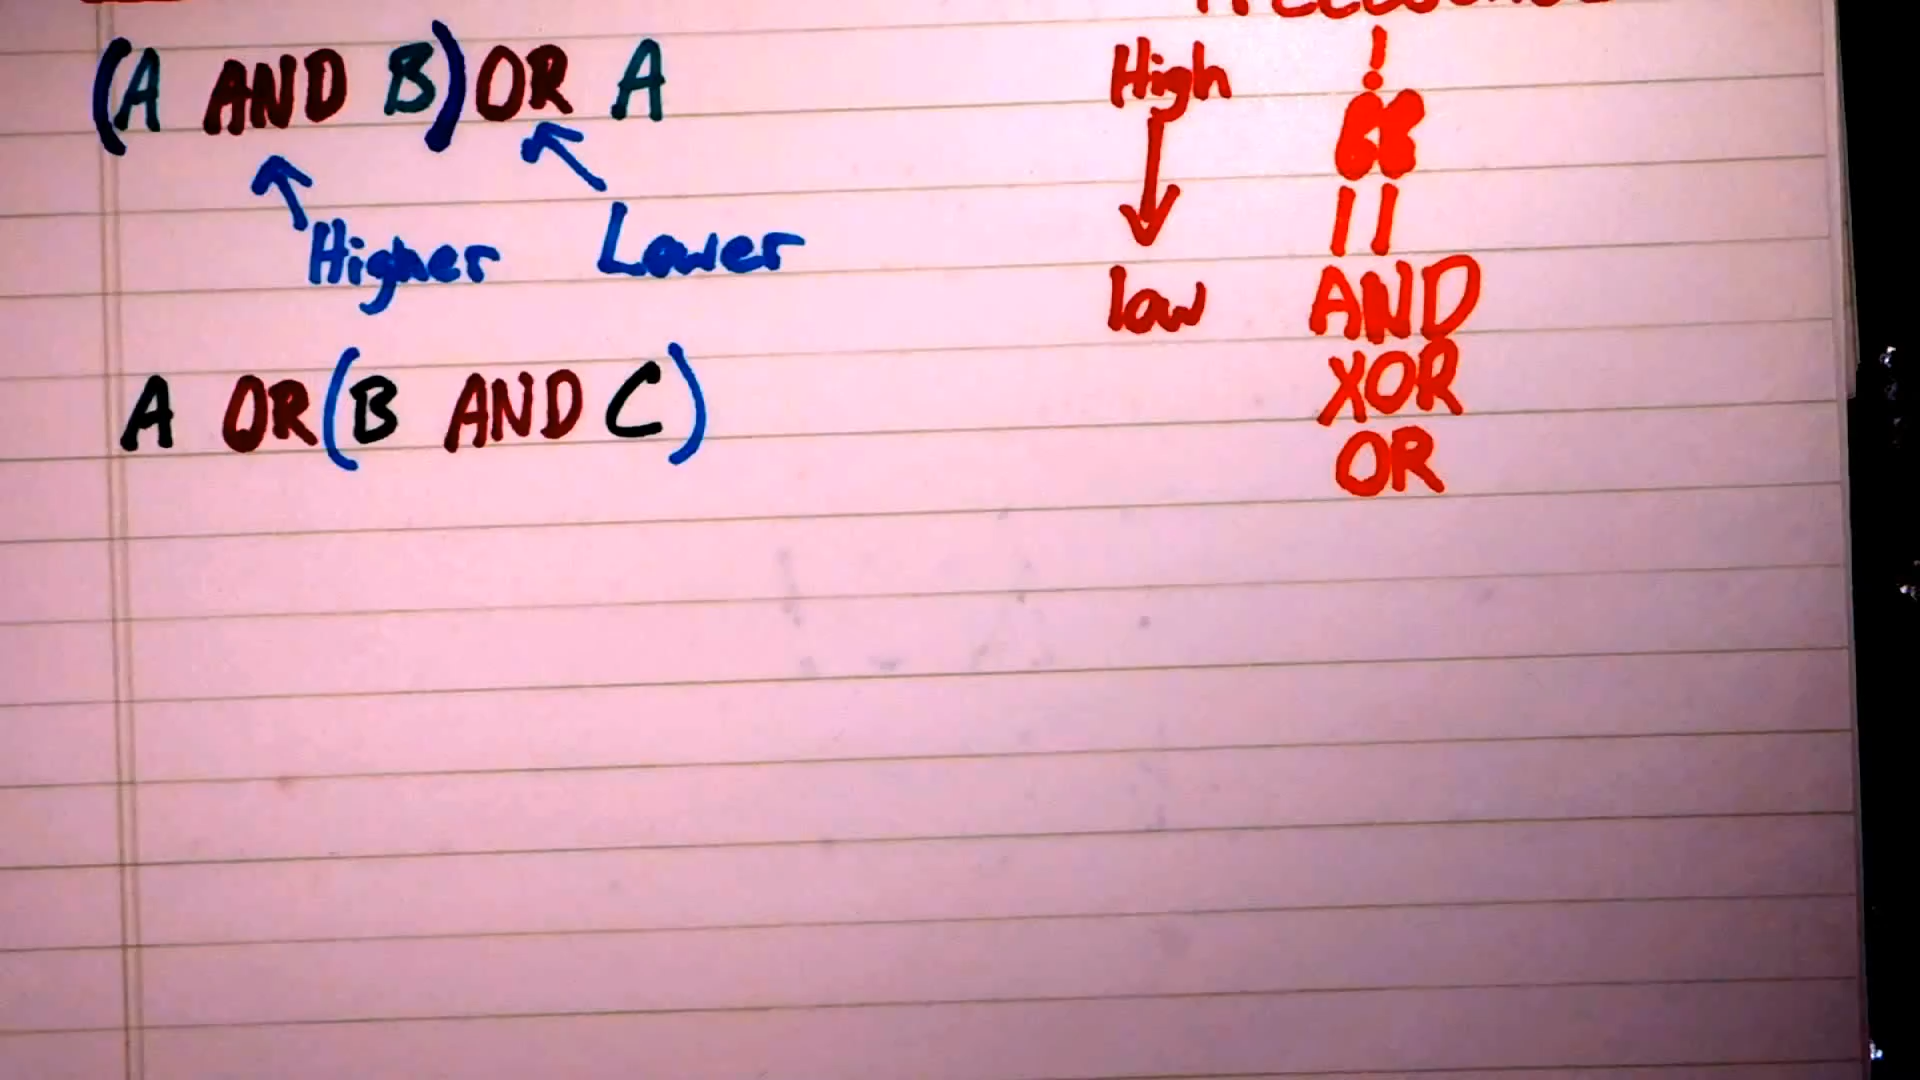 (A AND B) OR A
Higher Lower
A OR (B AND C)
High
low
!
&&
||
AND
XOR
OR